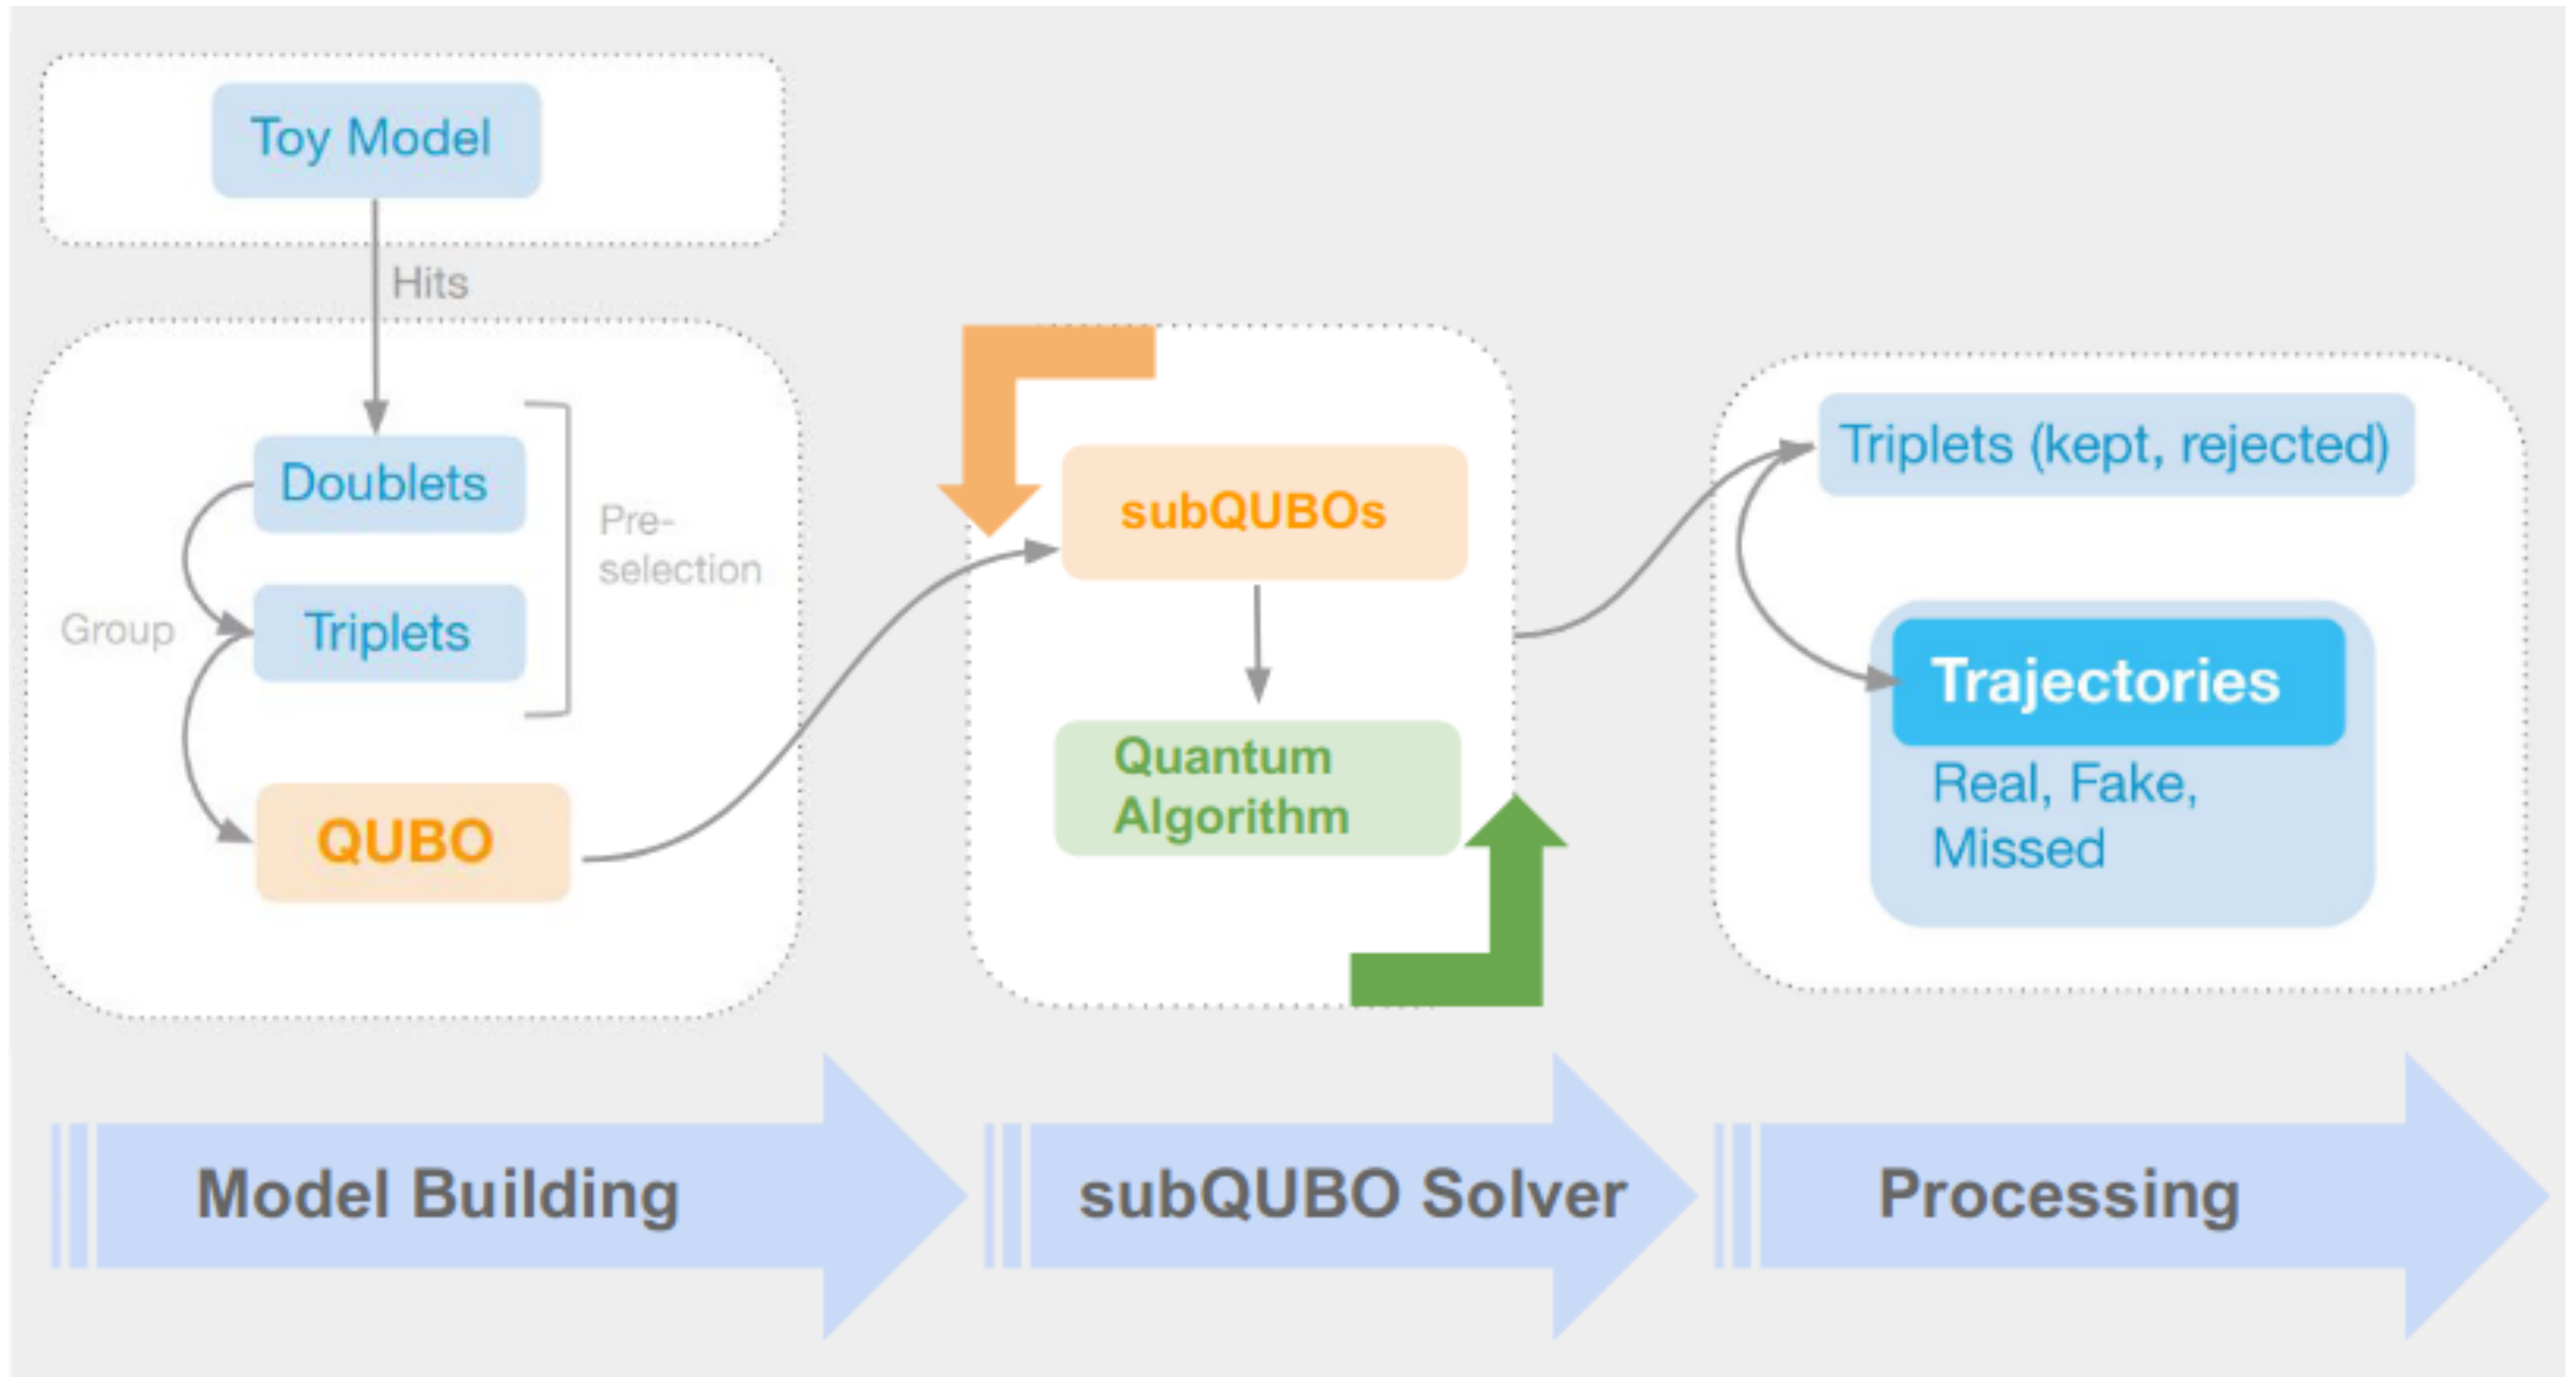 Toy Model
Hits
Doublets
Pre-
selection
Group
Triplets
QUBO
subQUBOs
Quantum
Algorithm
Triplets (kept, rejected)
Trajectories
Real, Fake,
Missed
Model Building
subQUBO Solver
Processing